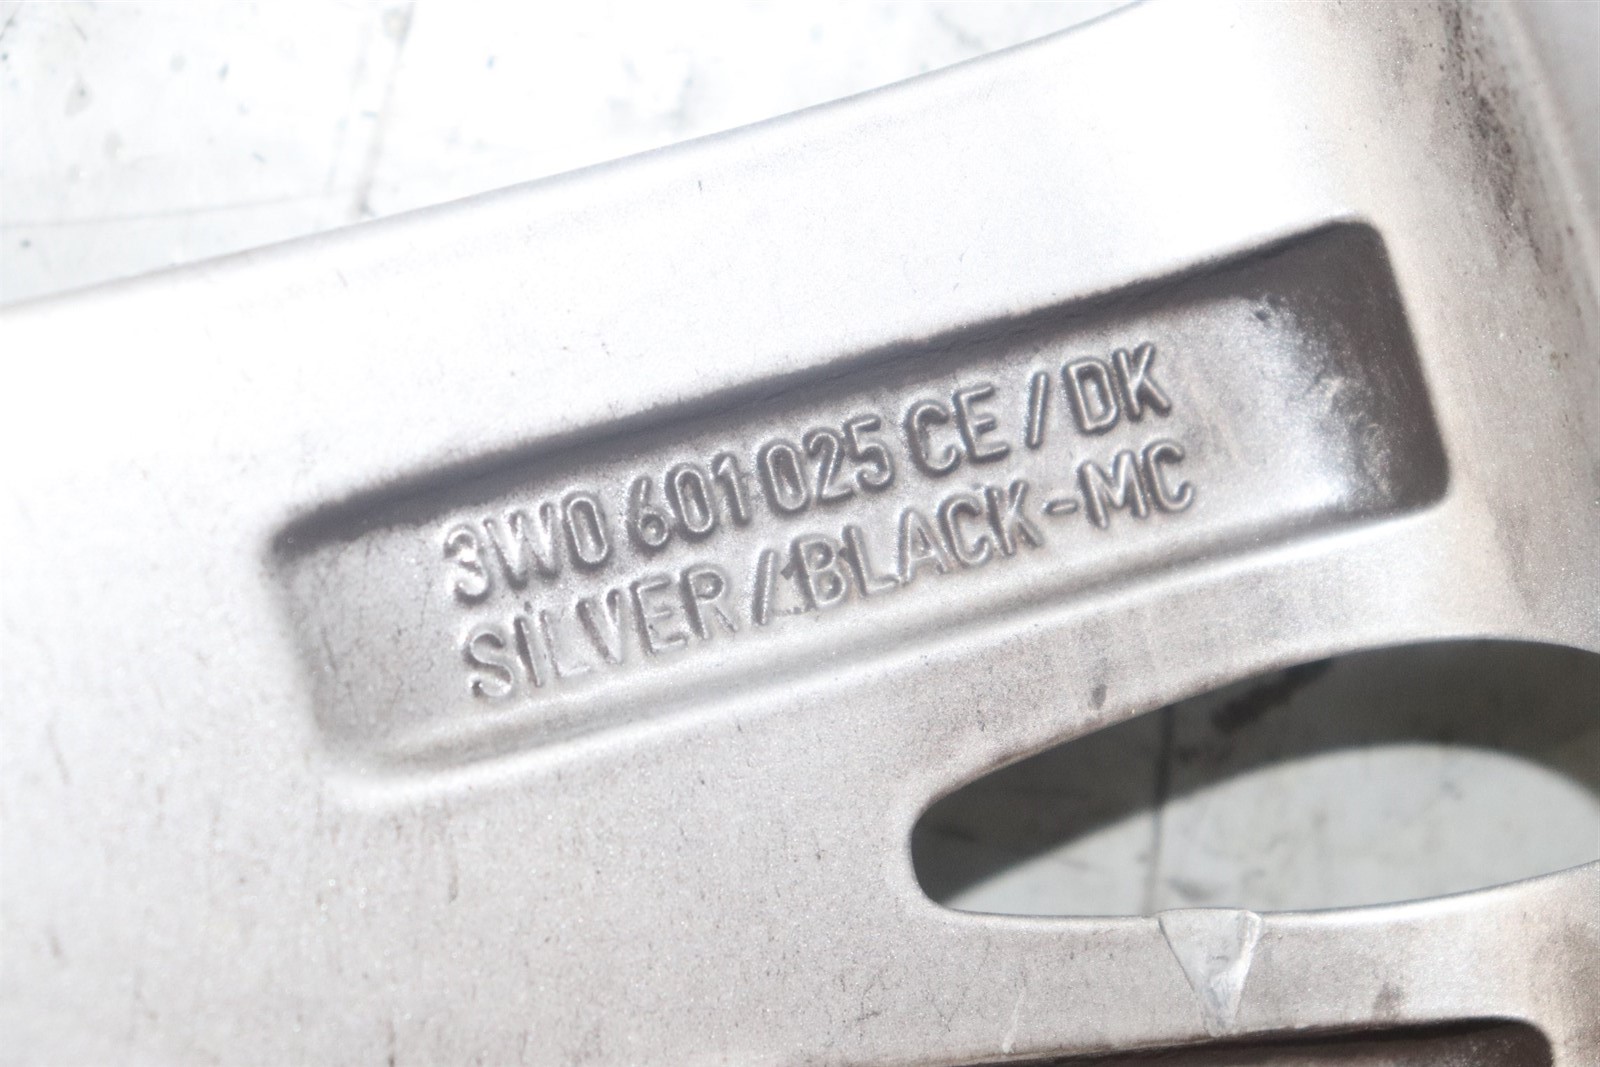 3W0 601 025 CE/DK
SILVER/BLACK-MC